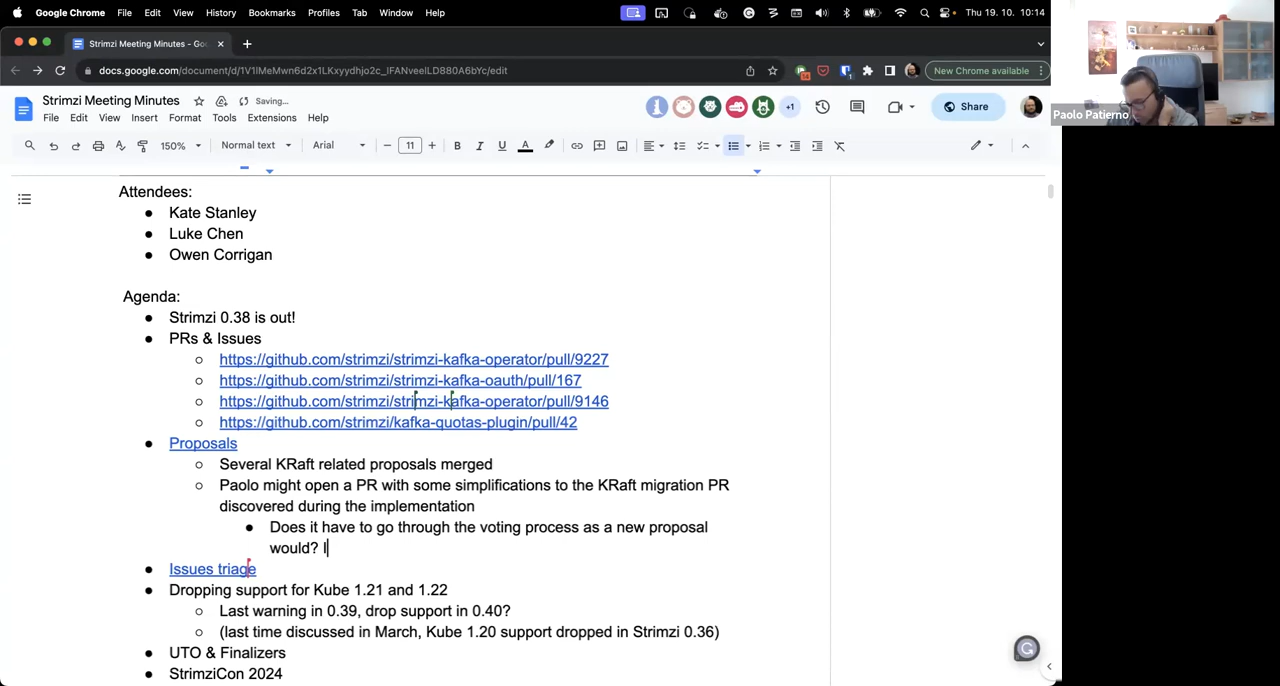 Google Chrome File Edit View History Bookmarks Profiles Tab Window Help Thu 19. 10. 10:14
Strimzi Meeting Minutes - Goo
docs.google.com/document/d/1V1lMeMwn6d2x1LKxyydhjo2c_lFANveeILD880A6bYc/edit New Chrome available
Strimzi Meeting Minutes Saving... +1 Share
File Edit View Insert Format Tools Extensions Help
150% Normal text Arial 11 B I U A
Paolo Patierno
Attendees:
● Kate Stanley
● Luke Chen
● Owen Corrigan
Agenda:
● Strimzi 0.38 is out!
● PRs & Issues
○ https://github.com/strimzi/strimzi-kafka-operator/pull/9227
○ https://github.com/strimzi/strimzi-kafka-oauth/pull/167
○ https://github.com/strimzi/strimzi-kafka-operator/pull/9146
○ https://github.com/strimzi/kafka-quotas-plugin/pull/42
● Proposals
○ Several KRaft related proposals merged
○ Paolo might open a PR with some simplifications to the KRaft migration PR
discovered during the implementation
● Does it have to go through the voting process as a new proposal
would? I
● Issues triage
● Dropping support for Kube 1.21 and 1.22
○ Last warning in 0.39, drop support in 0.40?
○ (last time discussed in March, Kube 1.20 support dropped in Strimzi 0.36)
● UTO & Finalizers
● StrimziCon 2024